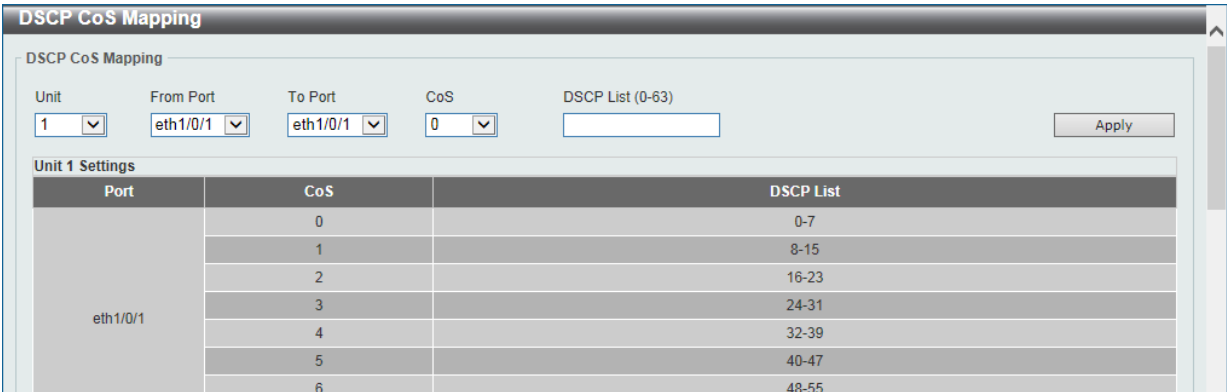 DSCP CoS Mapping
DSCP CoS Mapping
Unit From Port To Port CoS DSCP List (0-63)
1 eth1/0/1 eth1/0/1 0 Apply
Unit 1 Settings
Port CoS DSCP List
0 0-7
1 8-15
2 16-23
3 24-31
eth1/0/1
4 32-39
5 40-47
6 48-55